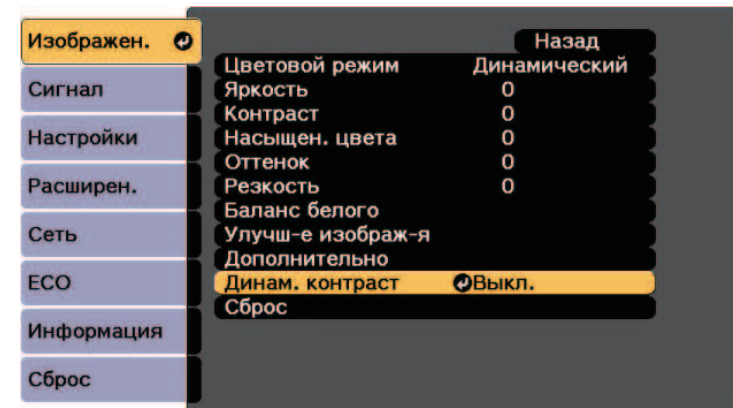 Изображен.
Сигнал
Настройки
Расширен.
Сеть
ECO
Информация
Сброс
Назад
Цветовой режим Динамический
Яркость 0
Контраст 0
Насыщен. цвета 0
Оттенок 0
Резкость 0
Баланс белого
Улучш-е изображ-я
Дополнительно
Динам. контраст Выкл.
Сброс